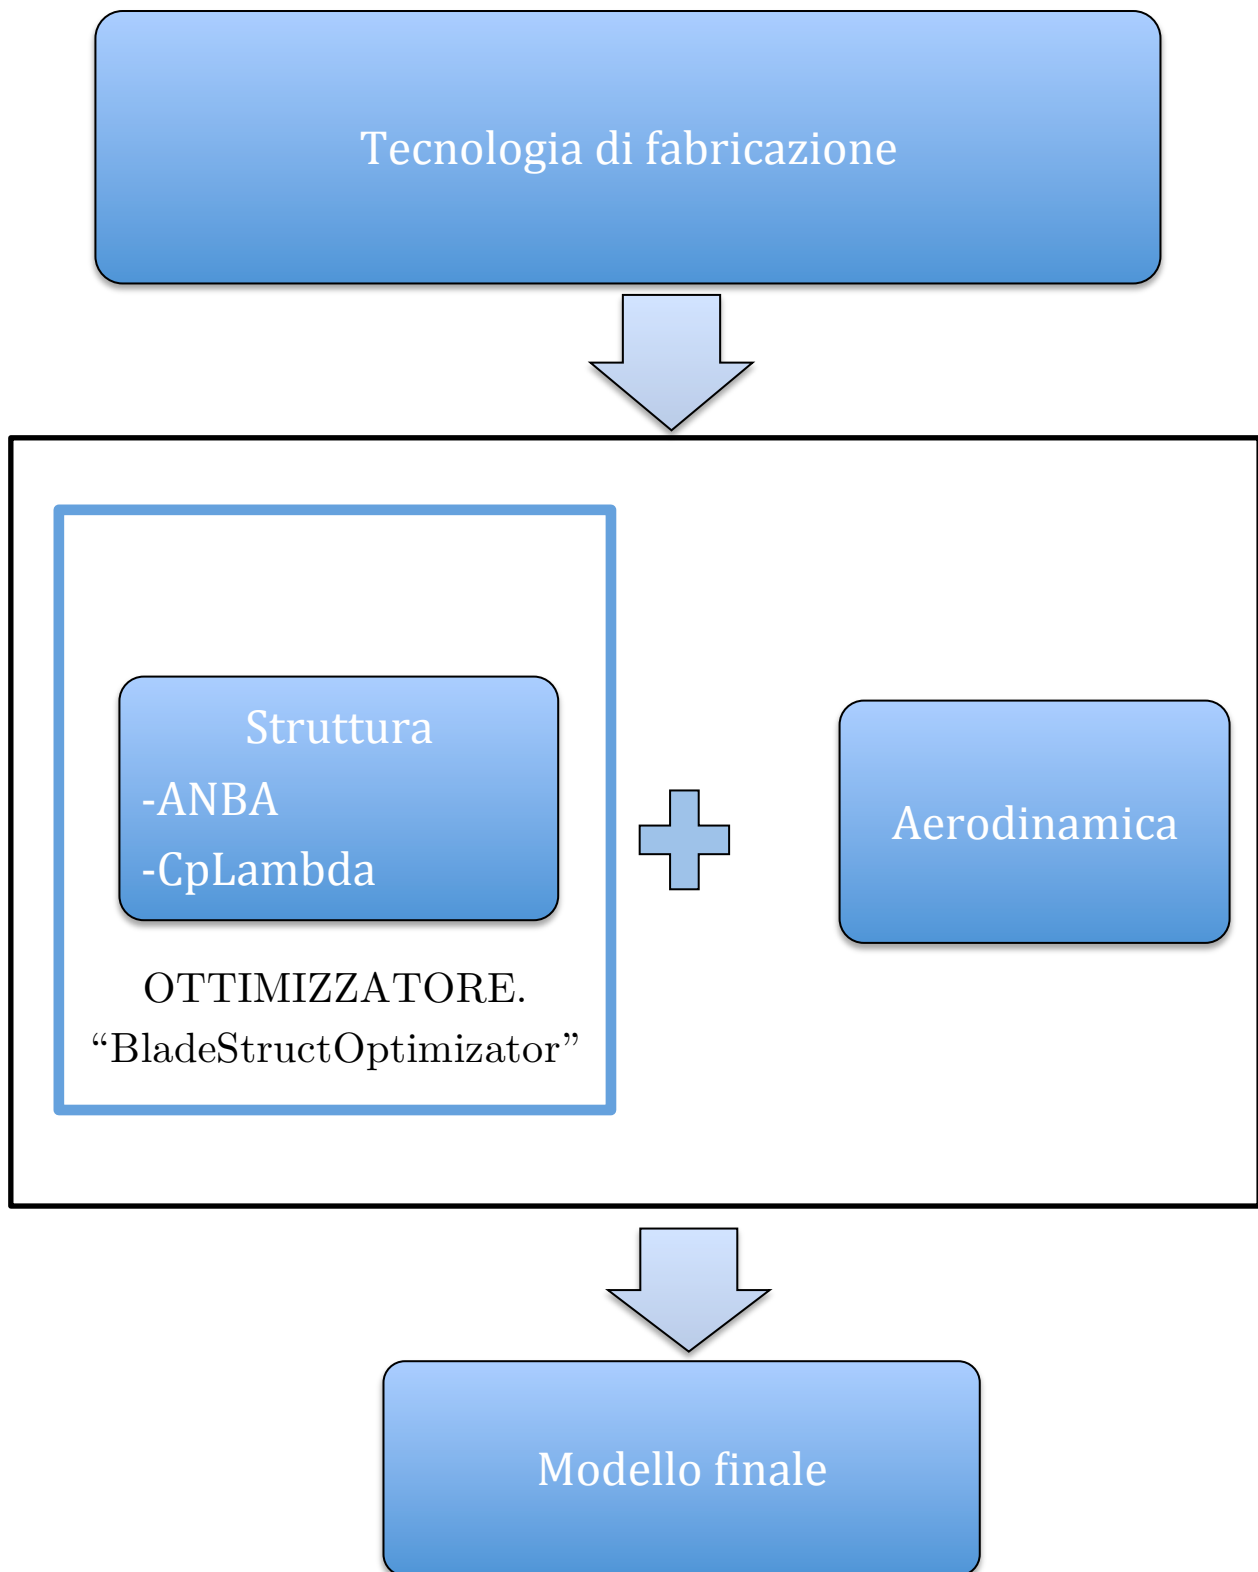 Tecnologia di fabricazione
Struttura
-ANBA
-CpLambda
Aerodinamica
OTTIMIZZATORE.
“BladeStructOptimizator”
Modello finale